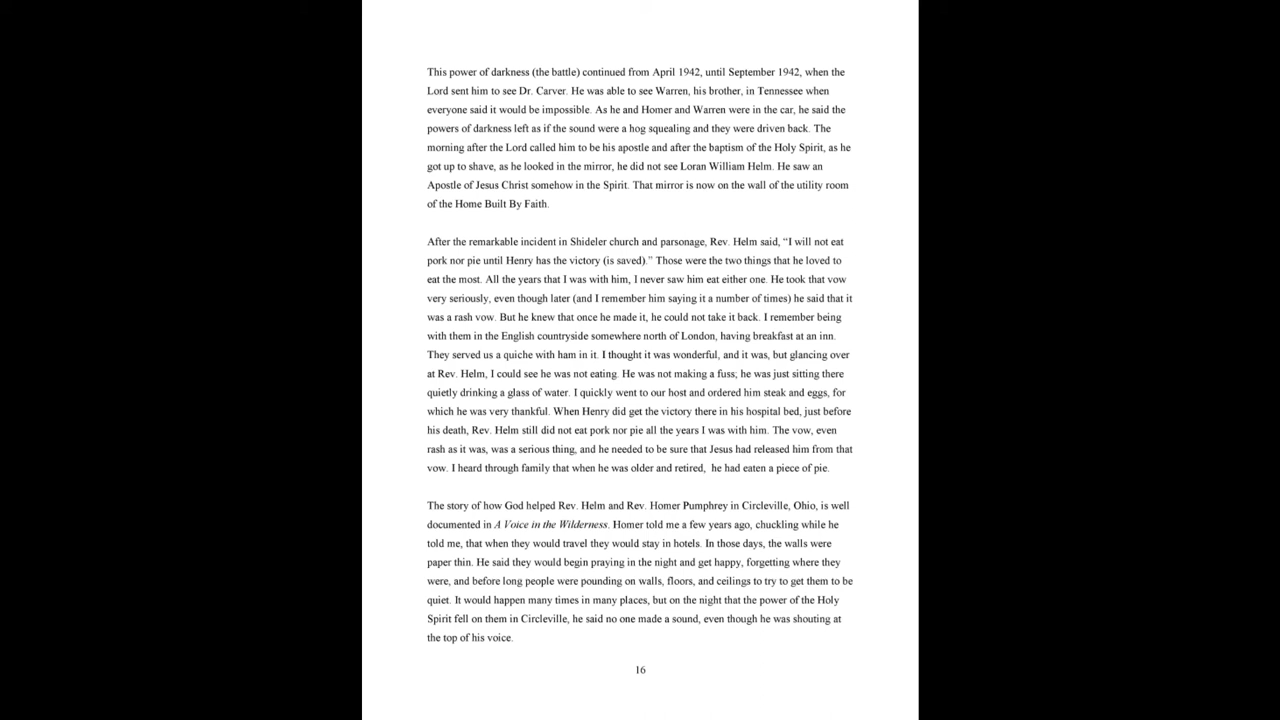 This power of darkness (the battle) continued from April 1942, until September 1942, when the
Lord sent him to see Dr. Carver. He was able to see Warren, his brother, in Tennessee when
everyone said it would be impossible. As he and Homer and Warren were in the car, he said the
powers of darkness left as if the sound were a hog squealing and they were driven back. The
morning after the Lord called him to be his apostle and after the baptism of the Holy Spirit, as he
got up to shave, as he looked in the mirror, he did not see Loran William Helm. He saw an
Apostle of Jesus Christ somehow in the Spirit. That mirror is now on the wall of the utility room
of the Home Built By Faith.
After the remarkable incident in Shideler church and parsonage, Rev. Helm said, “I will not eat
pork nor pie until Henry has the victory (is saved).” Those were the two things that he loved to
eat the most. All the years that I was with him, I never saw him eat either one. He took that vow
very seriously, even though later (and I remember him saying it a number of times) he said that it
was a rash vow. But he knew that once he made it, he could not take it back. I remember being
with them in the English countryside somewhere north of London, having breakfast at an inn.
They served us a quiche with ham in it. I thought it was wonderful, and it was, but glancing over
at Rev. Helm, I could see he was not eating. He was not making a fuss; he was just sitting there
quietly drinking a glass of water. I quickly went to our host and ordered him steak and eggs, for
which he was very thankful. When Henry did get the victory there in his hospital bed, just before
his death, Rev. Helm still did not eat pork nor pie all the years I was with him. The vow, even
rash as it was, was a serious thing, and he needed to be sure that Jesus had released him from that
vow. I heard through family that when he was older and retired, he had eaten a piece of pie.
The story of how God helped Rev. Helm and Rev. Homer Pumphrey in Circleville, Ohio, is well
documented in A Voice in the Wilderness. Homer told me a few years ago, chuckling while he
told me, that when they would travel they would stay in hotels. In those days, the walls were
paper thin. He said they would begin praying in the night and get happy, forgetting where they
were, and before long people were pounding on walls, floors, and ceilings to try to get them to be
quiet. It would happen many times in many places, but on the night that the power of the Holy
Spirit fell on them in Circleville, he said no one made a sound, even though he was shouting at
the top of his voice.
16